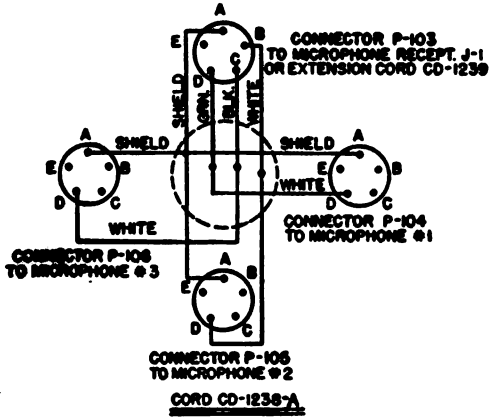 A
B
E
C
D
CONNECTOR P-103
TO MICROPHONE RECEPT. J-1
OR EXTENSION CORD CD-1239
SHIELD
GRN.
BLK.
WHITE
A
SHIELD
SHIELD
A
E
B
E
B
D
C
WHITE
D
C
WHITE
CONNECTOR P-104
TO MICROPHONE #1
CONNECTOR P-106
TO MICROPHONE #3
A
B
E
D
C
CONNECTOR P-105
TO MICROPHONE #2
CORD CD-1238-A